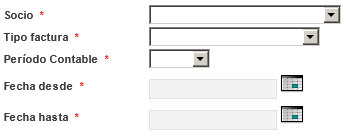 Socio *
Tipo factura *
Período Contable *
Fecha desde *
Fecha hasta *